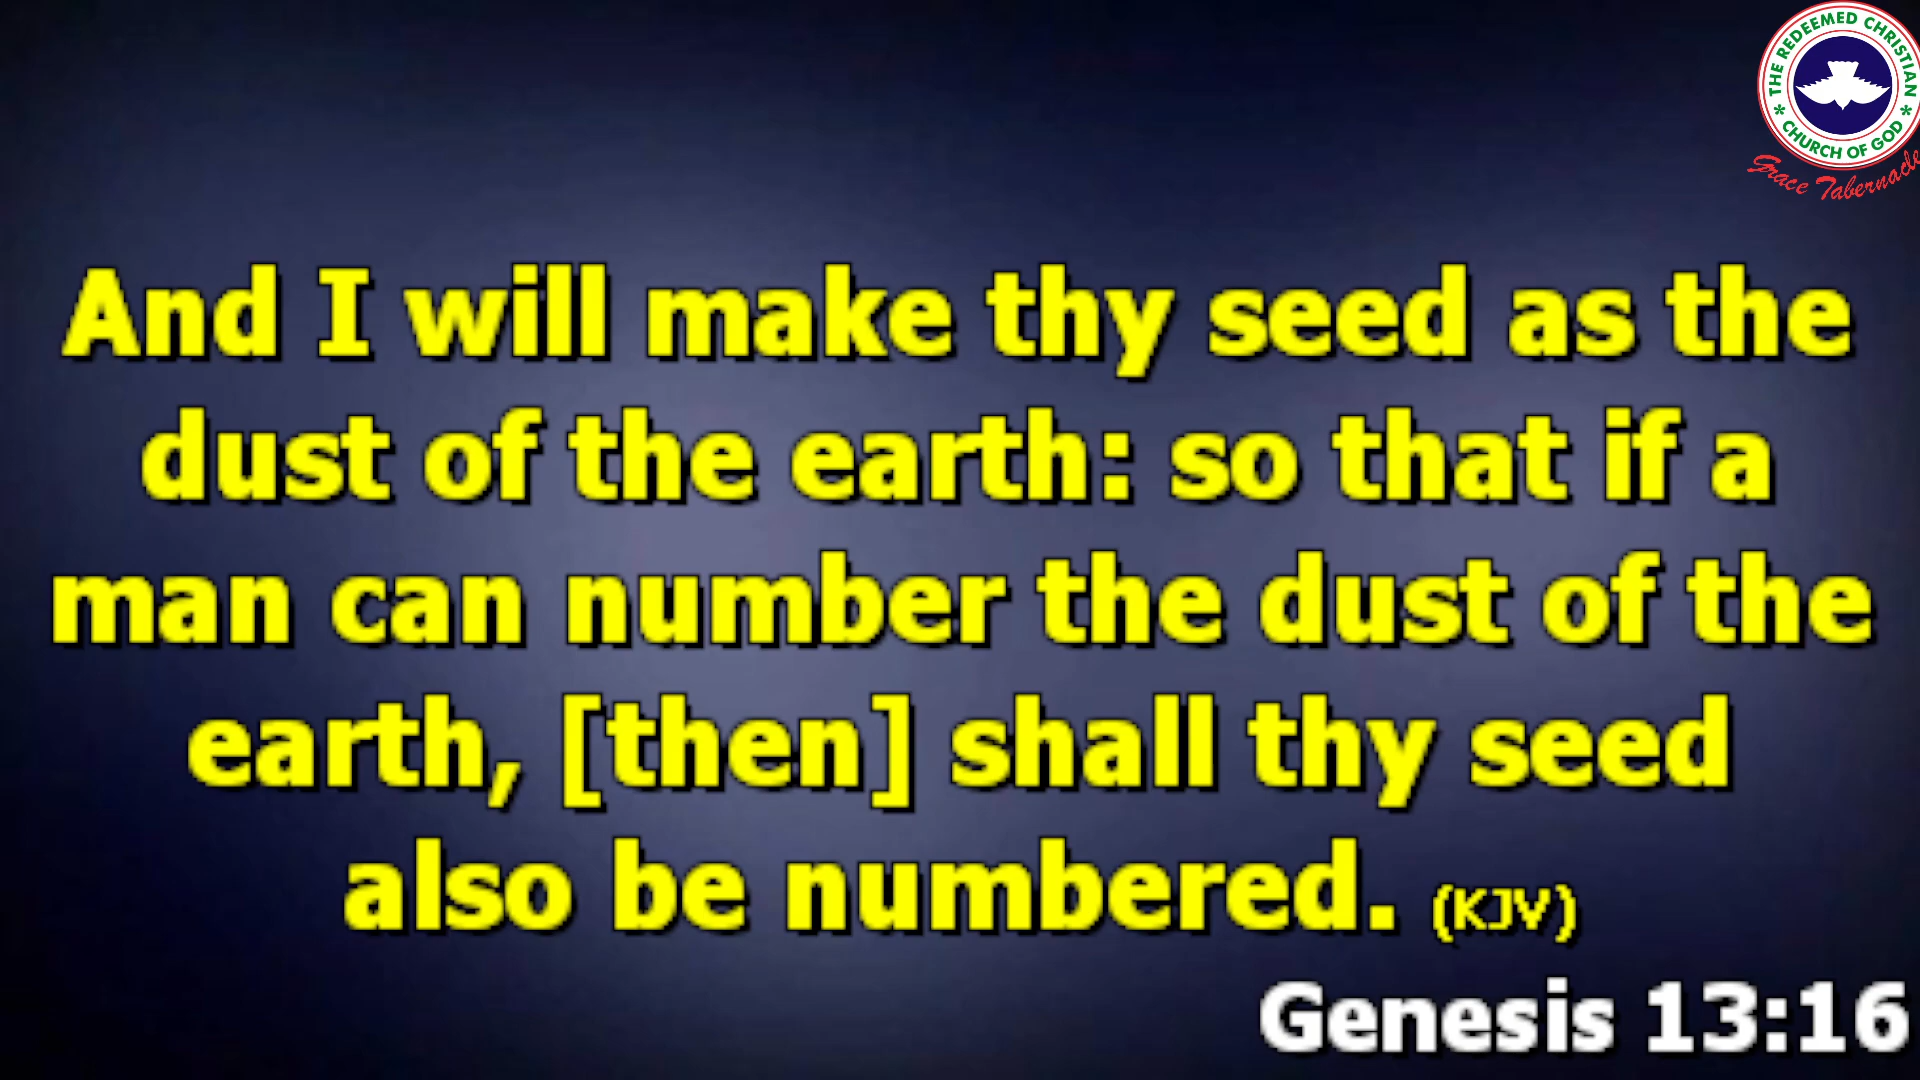 THE REDEEMED CHRISTIAN
* CHURCH OF GOD *
Grace Tabernacle
And I will make thy seed as the
dust of the earth: so that if a
man can number the dust of the
earth, [then] shall thy seed
also be numbered. (KJV)
Genesis 13:16